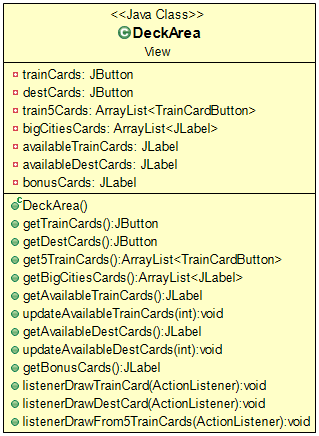 <<Java Class>>
DeckArea
View
trainCards: JButton
destCards: JButton
train5Cards: ArrayList<TrainCardButton>
bigCitiesCards: ArrayList<JLabel>
availableTrainCards: JLabel
availableDestCards: JLabel
bonusCards: JLabel
DeckArea()
getTrainCards():JButton
getDestCards():JButton
get5TrainCards():ArrayList<TrainCardButton>
getBigCitiesCards():ArrayList<JLabel>
getAvailableTrainCards():JLabel
updateAvailableTrainCards(int):void
getAvailableDestCards():JLabel
updateAvailableDestCards(int):void
getBonusCards():JLabel
listenerDrawTrainCard(ActionListener):void
listenerDrawDestCard(ActionListener):void
listenerDrawFrom5TrainCards(ActionListener):void